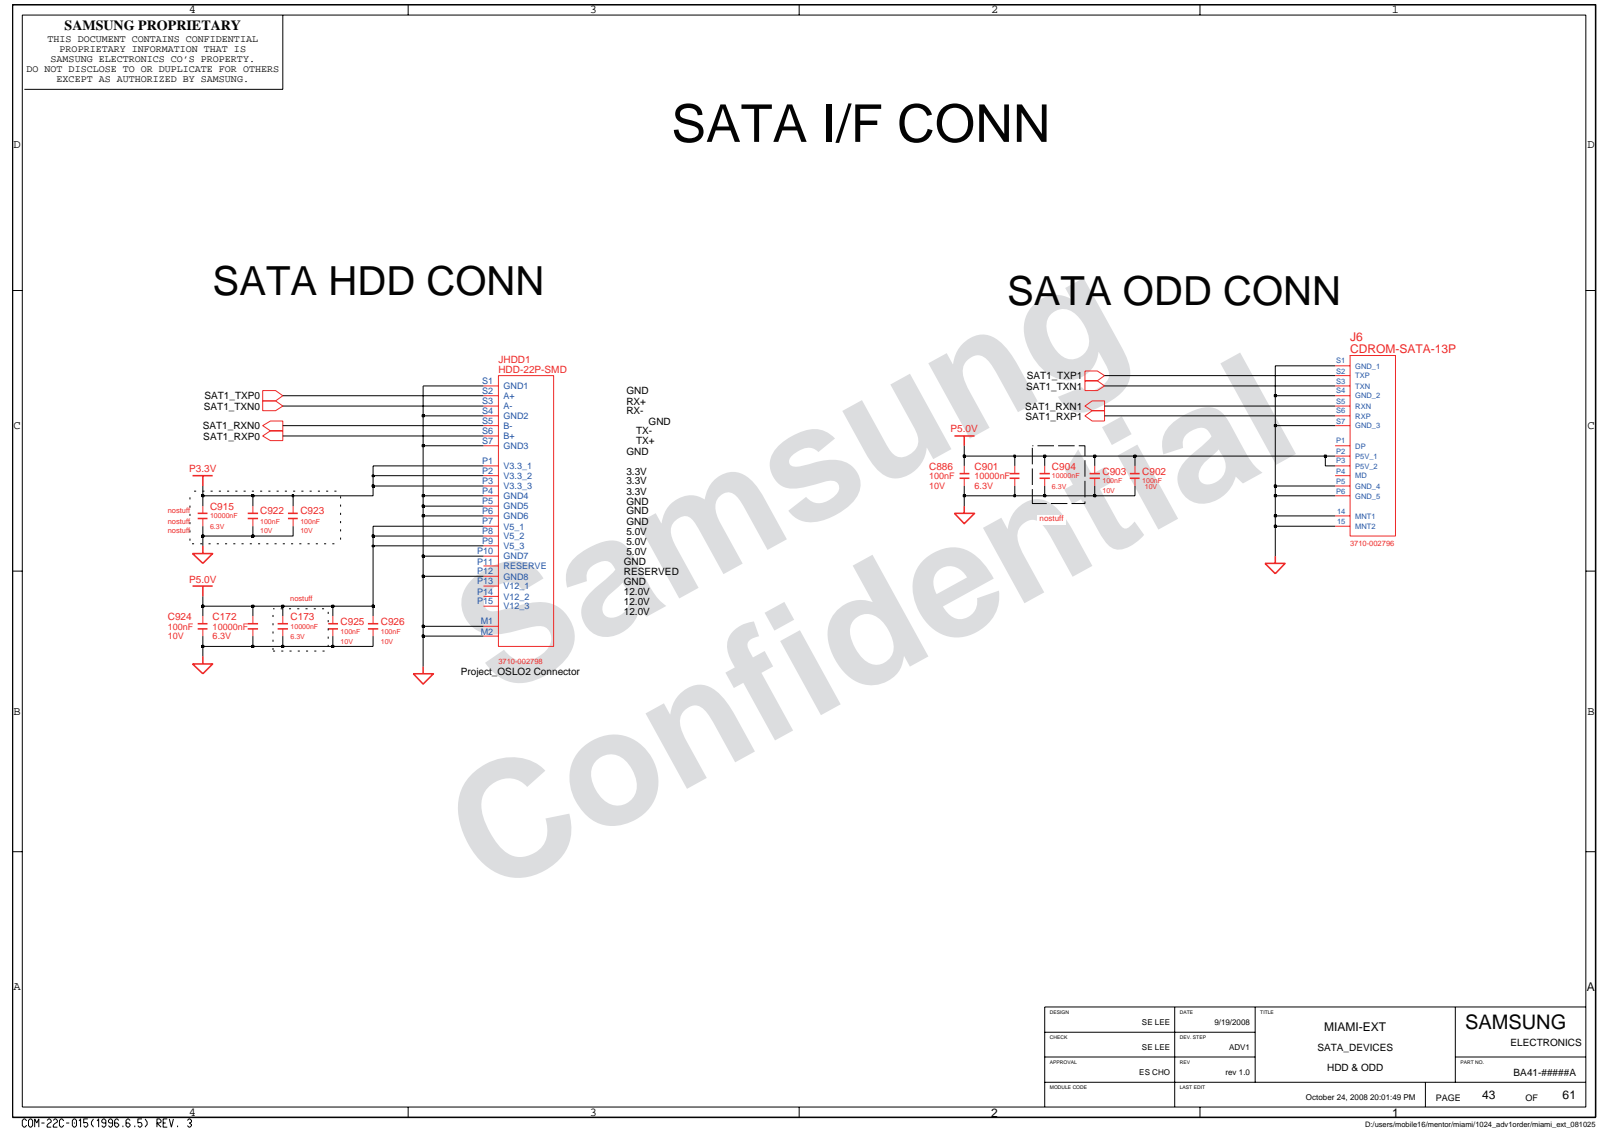 4 3 2 1
SAMSUNG PROPRIETARY
THIS DOCUMENT CONTAINS CONFIDENTIAL
PROPRIETARY INFORMATION THAT IS
SAMSUNG ELECTRONICS CO'S PROPERTY.
DO NOT DISCLOSE TO OR DUPLICATE FOR OTHERS
EXCEPT AS AUTHORIZED BY SAMSUNG.
SATA I/F CONN
D D
SATA HDD CONN
SATA ODD CONN
Samsung
Confidential
C C
JHDD1
HDD-22P-SMD
SAT1_TXP0
SAT1_TXN0
SAT1_RXN0
SAT1_RXP0
S1 GND1
S2 A+
S3 A-
S4 GND2
S5 B-
S6 B+
S7 GND3
P1 V3.3_1
P2 V3.3_2
P3 V3.3_3
P4 GND4
P5 GND5
P6 GND6
P7 V5_1
P8 V5_2
P9 V5_3
P10 GND7
P11 RESERVE
P12 GND8
P13 V12_1
P14 V12_2
P15 V12_3
M1
M2
3710-002798
Project_OSLO2 Connector
GND
RX+
RX-
GND
TX-
TX+
GND
3.3V
3.3V
3.3V
GND
GND
GND
5.0V
5.0V
5.0V
GND
RESERVED
GND
12.0V
12.0V
12.0V
P3.3V
nostuff
nostuff
nostuff
C915
10000nF
6.3V
C922
100nF
10V
C923
100nF
10V
P5.0V
nostuff
C924
100nF
10V
C172
10000nF
6.3V
C173
10000nF
6.3V
C925
100nF
10V
C926
100nF
10V
J6
CDROM-SATA-13P
SAT1_TXP1
SAT1_TXN1
SAT1_RXN1
SAT1_RXP1
S1 GND_1
S2 TXP
S3 TXN
S4 GND_2
S5 RXN
S6 RXP
S7 GND_3
P1 DP
P2 P5V_1
P3 P5V_2
P4 MD
P5 GND_4
P6 GND_5
14 MNT1
15 MNT2
3710-002796
P5.0V
C886
100nF
10V
C901
10000nF
6.3V
C904
10000nF
6.3V
C903
100nF
10V
C902
100nF
10V
nostuff
B B
A A
DESIGN SE LEE
DATE 9/19/2008
TITLE
MIAMI-EXT
SATA_DEVICES
HDD & ODD
SAMSUNG
ELECTRONICS
CHECK SE LEE
DEV. STEP ADV1
APPROVAL ES CHO
REV rev 1.0
PART NO. BA41-#####A
MODULE CODE
LAST EDIT October 24, 2008 20:01:49 PM
PAGE 43 OF 61
4 3 2 1
COM-22C-015(1996.6.5) REV. 3
D:/users/mobile16/mentor/miami/1024_adv1order/miami_ext_081025